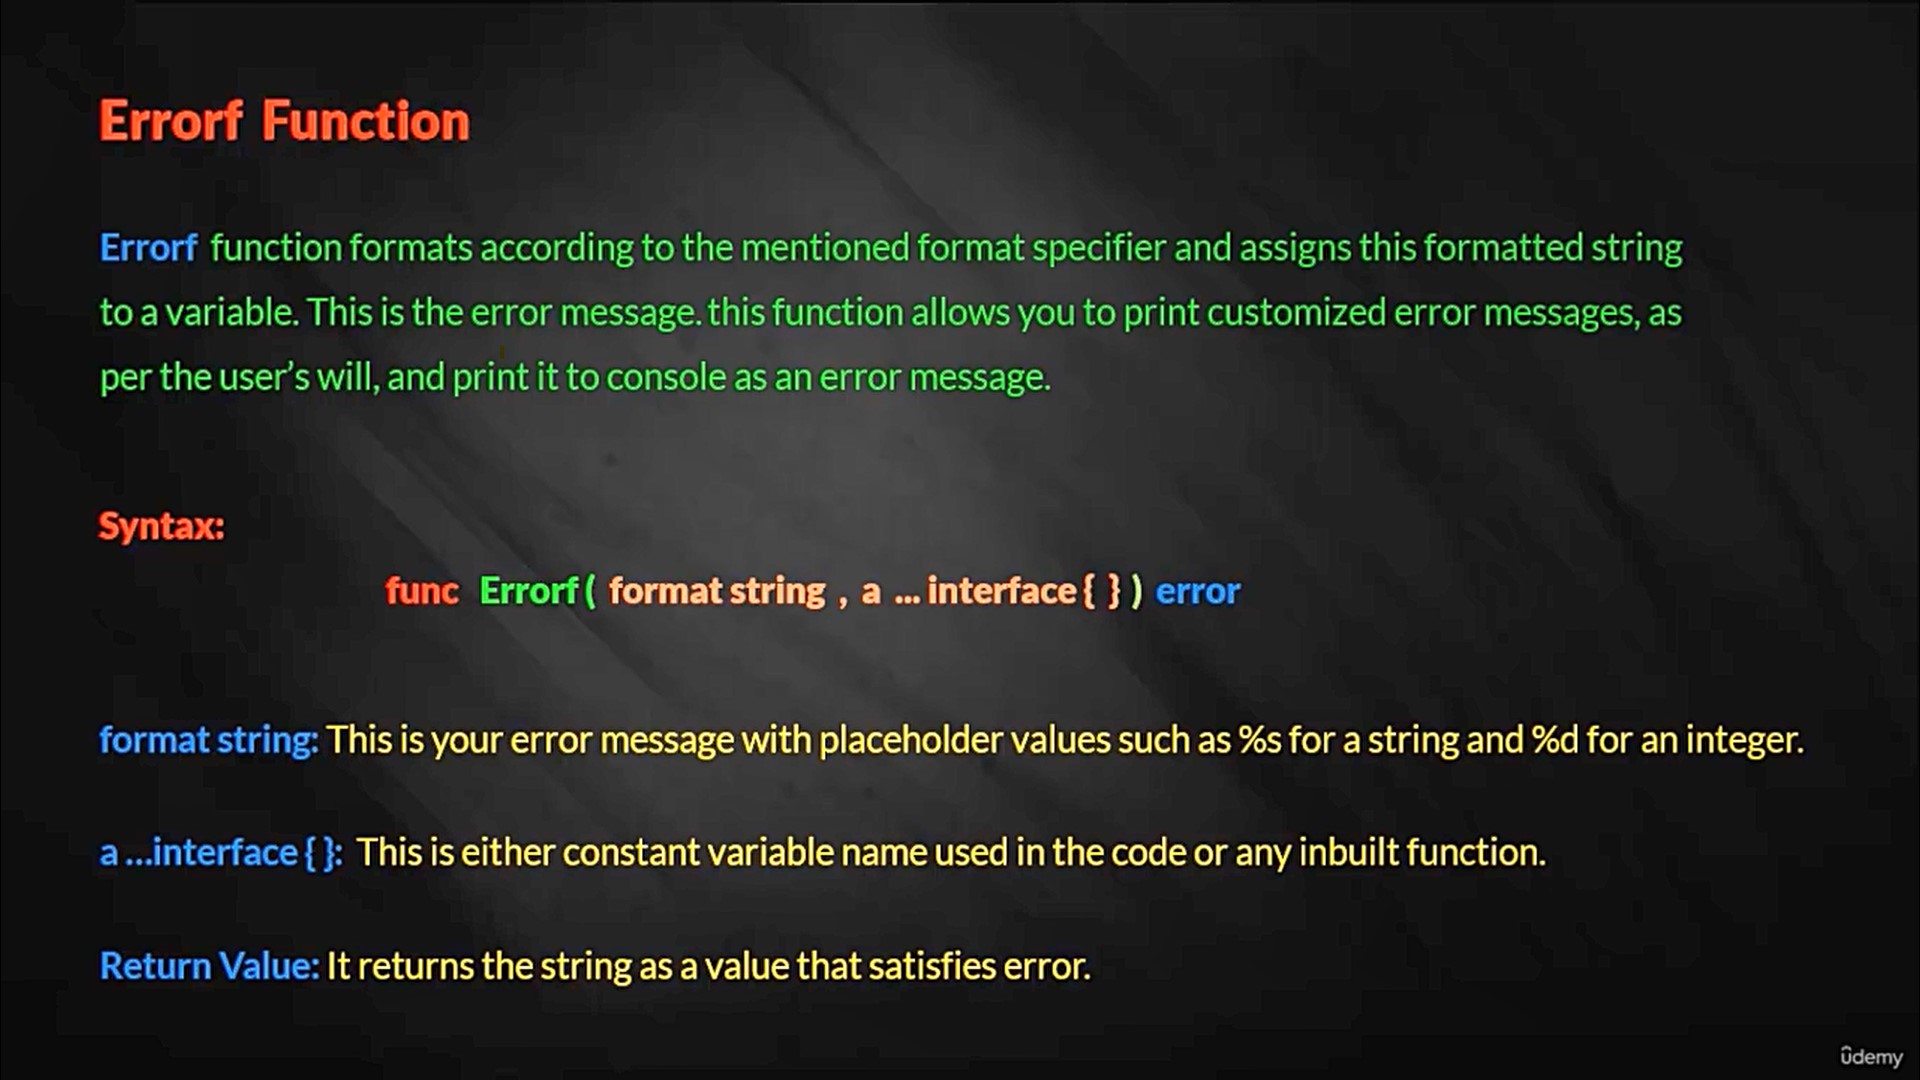 Errorf Function
Errorf function formats according to the mentioned format specifier and assigns this formatted string
to a variable. This is the error message. this function allows you to print customized error messages, as
per the user’s will, and print it to console as an error message.
Syntax:
func Errorf ( format string , a ... interface { } ) error
format string: This is your error message with placeholder values such as %s for a string and %d for an integer.
a ...interface { }: This is either constant variable name used in the code or any inbuilt function.
Return Value: It returns the string as a value that satisfies error.
ûdemy